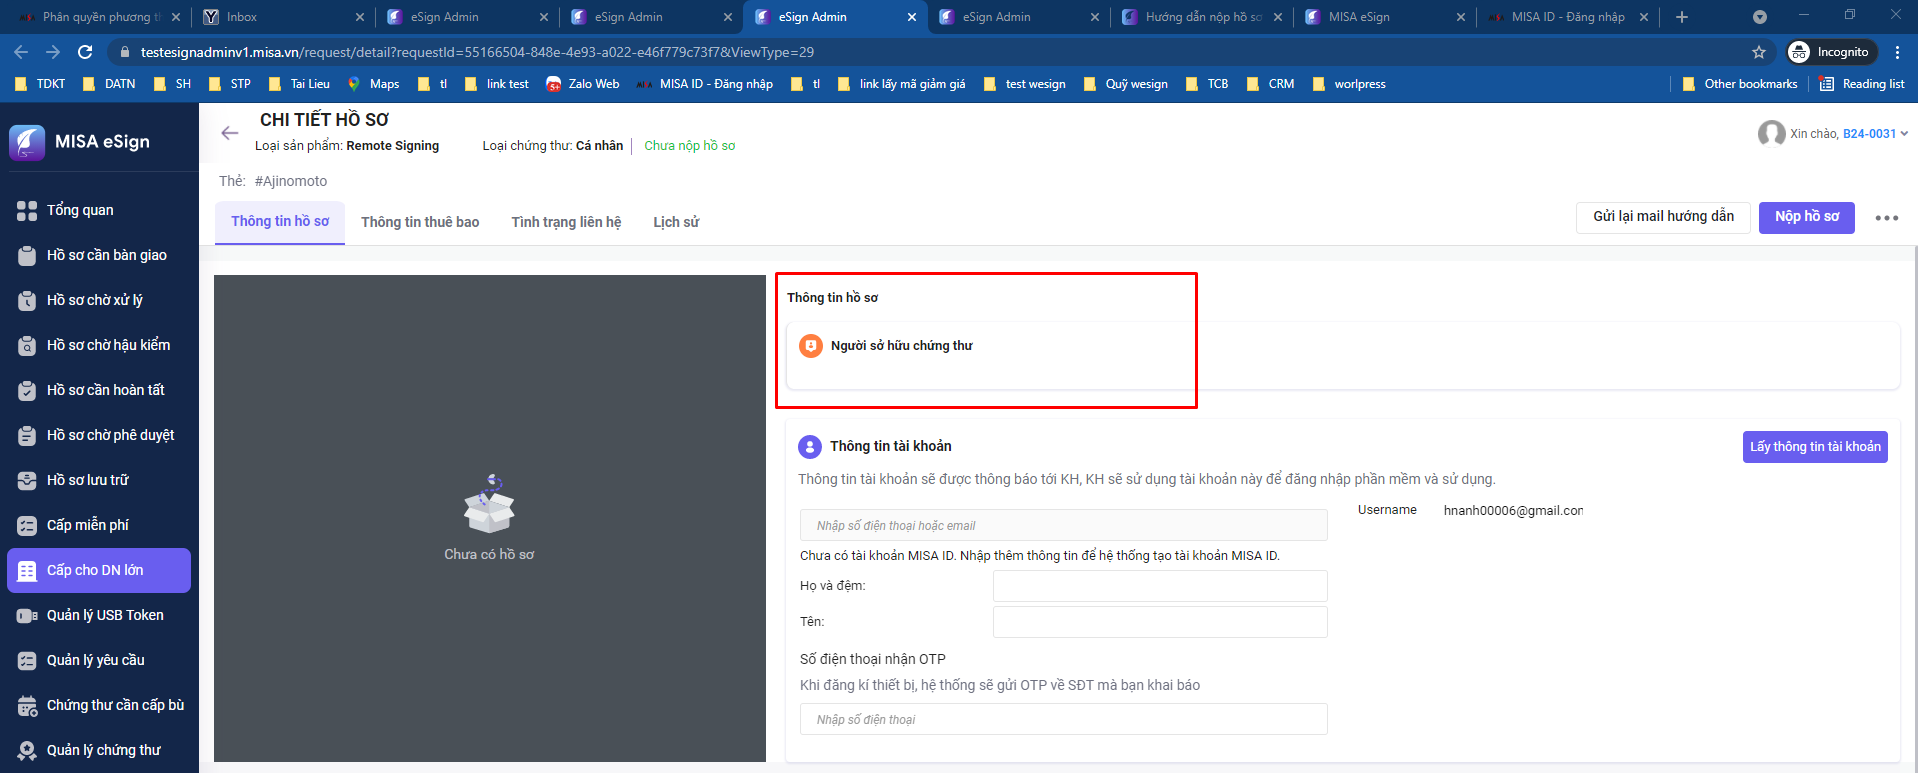 Phân quyền phương th
Inbox
eSign Admin
eSign Admin
eSign Admin
eSign Admin
Hướng dẫn nộp hồ sơ
MISA eSign
MISA ID - Đăng nhập
testesignadminv1.misa.vn/request/detail?requestId=55166504-848e-4e93-a022-e46f779c73f7&ViewType=29
Incognito
TDKT
DATN
SH
STP
Tai Lieu
Maps
tl
link test
Zalo Web
MISA ID - Đăng nhập
tl
link lấy mã giảm giá
test wesign
Quỹ wesign
TCB
CRM
worlpress
Other bookmarks
Reading list
MISA eSign
CHI TIẾT HỒ SƠ
Loại sản phẩm: Remote Signing
Loại chứng thư: Cá nhân
Chưa nộp hồ sơ
Xin chào, B24-0031
Thẻ: #Ajinomoto
Thông tin hồ sơ
Thông tin thuê bao
Tình trạng liên hệ
Lịch sử
Gửi lại mail hướng dẫn
Nộp hồ sơ
Tổng quan
Hồ sơ cần bàn giao
Hồ sơ chờ xử lý
Hồ sơ chờ hậu kiểm
Hồ sơ cần hoàn tất
Hồ sơ chờ phê duyệt
Hồ sơ lưu trữ
Cấp miễn phí
Cấp cho DN lớn
Quản lý USB Token
Quản lý yêu cầu
Chứng thư cần cấp bù
Quản lý chứng thư
Chưa có hồ sơ
Thông tin hồ sơ
Người sở hữu chứng thư
Thông tin tài khoản
Lấy thông tin tài khoản
Thông tin tài khoản sẽ được thông báo tới KH, KH sẽ sử dụng tài khoản này để đăng nhập phần mềm và sử dụng.
Nhập số điện thoại hoặc email
Username
hnanh00006@gmail.com
Chưa có tài khoản MISA ID. Nhập thêm thông tin để hệ thống tạo tài khoản MISA ID.
Họ và đệm:
Tên:
Số điện thoại nhận OTP
Khi đăng kí thiết bị, hệ thống sẽ gửi OTP về SĐT mà bạn khai báo
Nhập số điện thoại